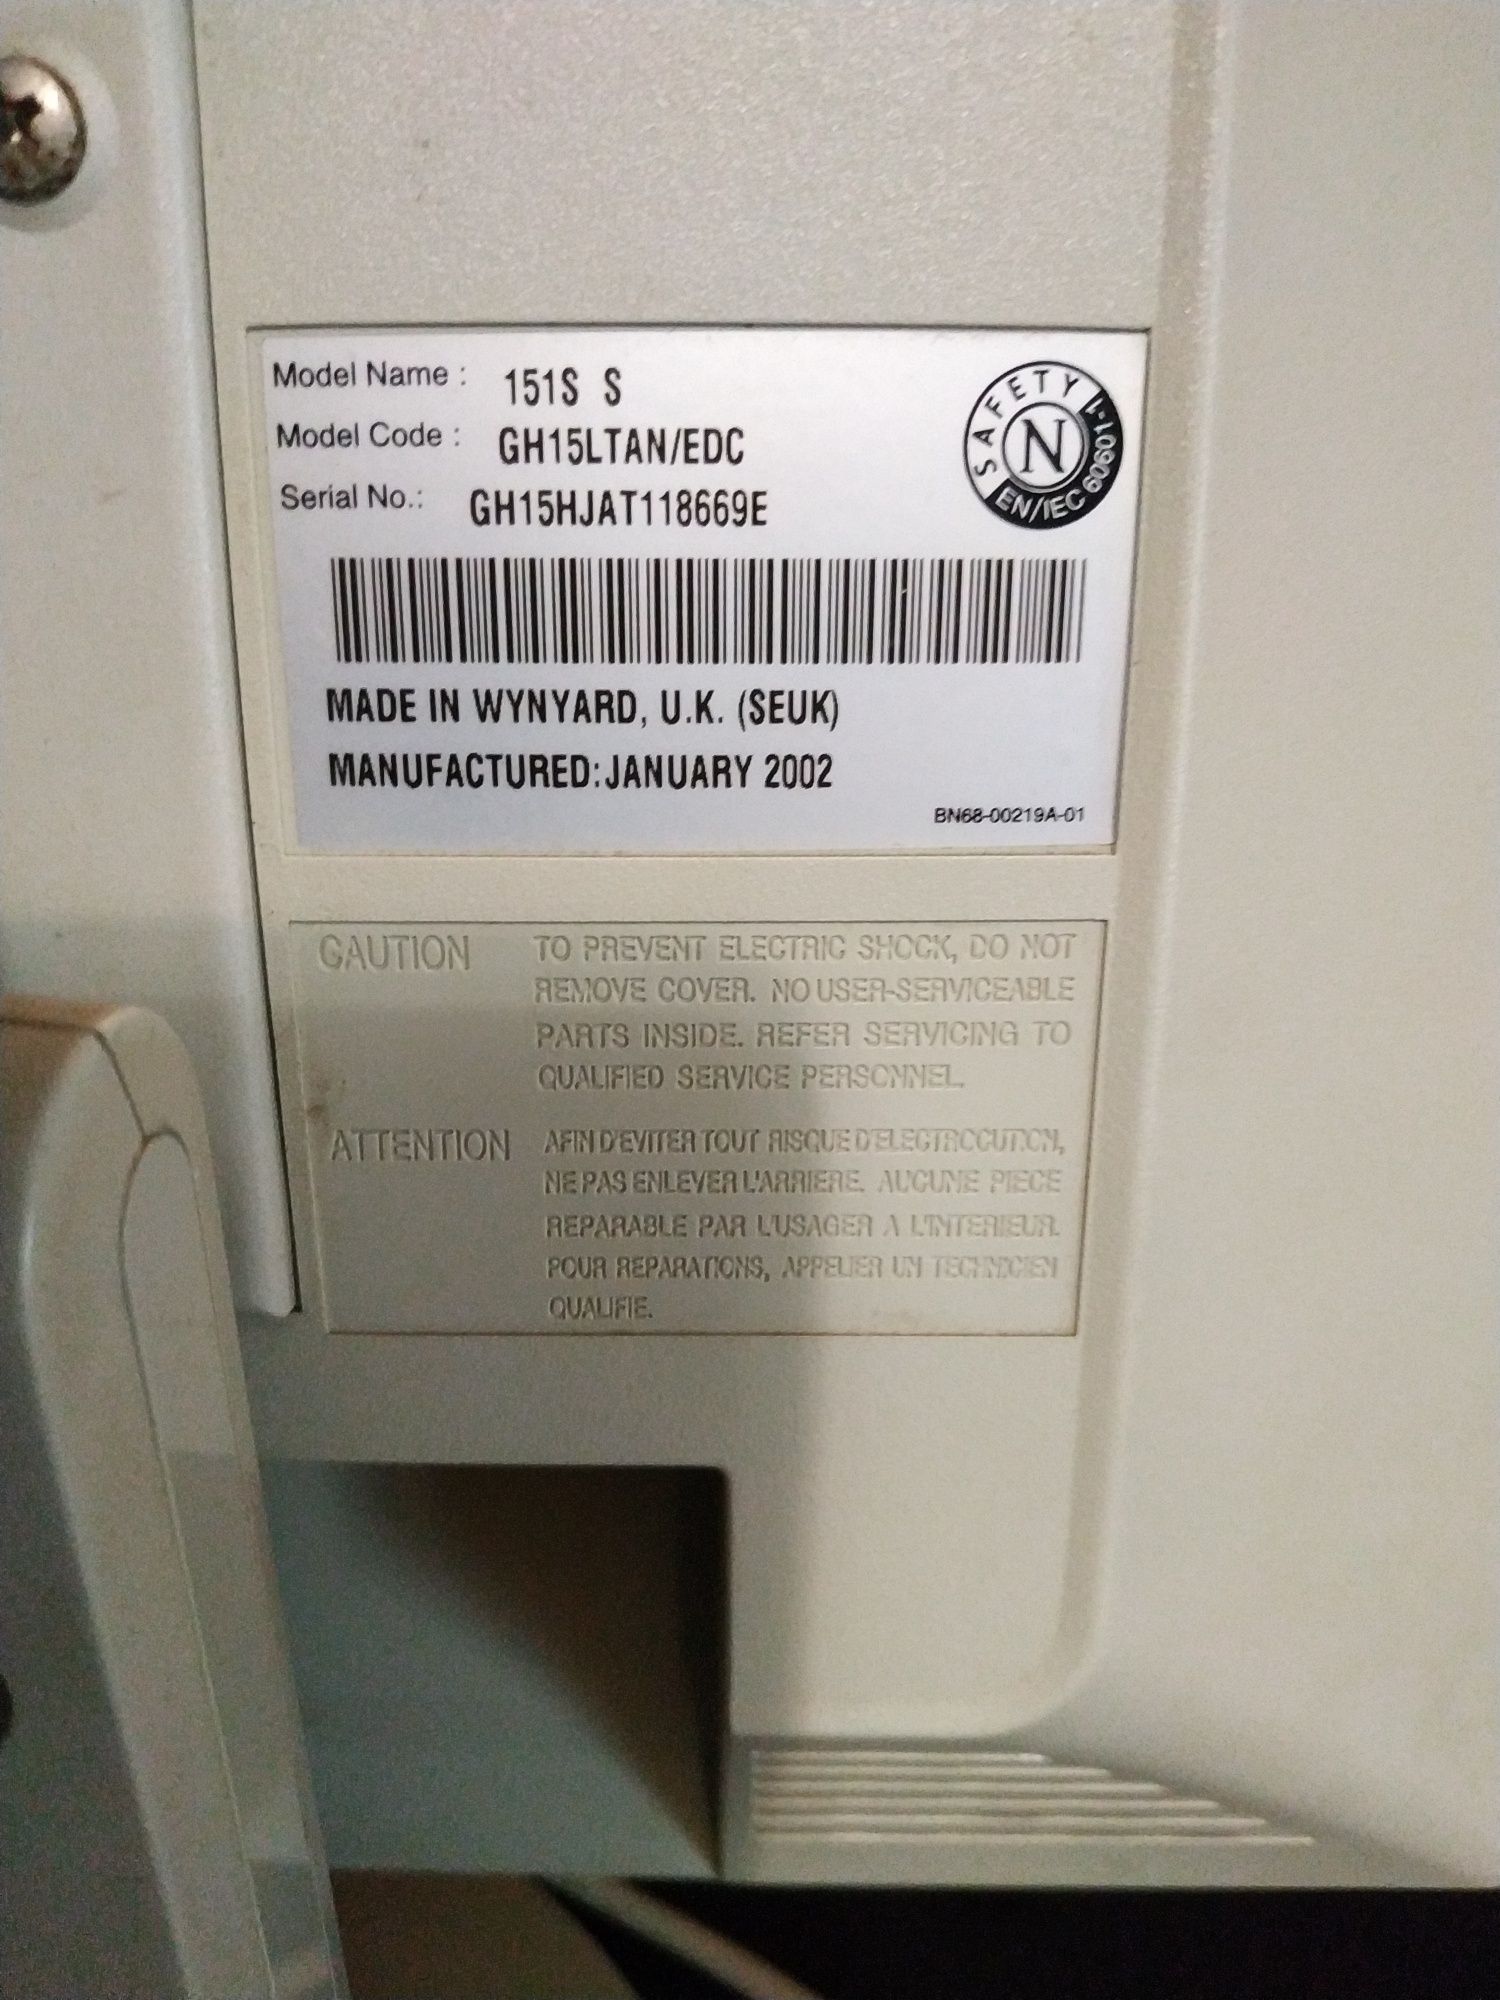 Model Name : 151S S
Model Code : GH15LTAN/EDC
Serial No.: GH15HJAT118669E
SAFETY
N
EN/IEC 60601-1
MADE IN WYNYARD, U.K. (SEUK)
MANUFACTURED:JANUARY 2002
BN68-00219A-01
CAUTION TO PREVENT ELECTRIC SHOCK, DO NOT
REMOVE COVER. NO USER-SERVICEABLE
PARTS INSIDE. REFER SERVICING TO
QUALIFIED SERVICE PERSONNEL.
ATTENTION AFIN D'EVITER TOUT RISQUE D'ELECTROCUTION,
NE PAS ENLEVER L'ARRIERE. AUCUNE PIECE
REPARABLE PAR L'USAGER A L'INTERIEUR.
POUR REPARATIONS, APPELER UN TECHNICIEN
QUALIFIE.